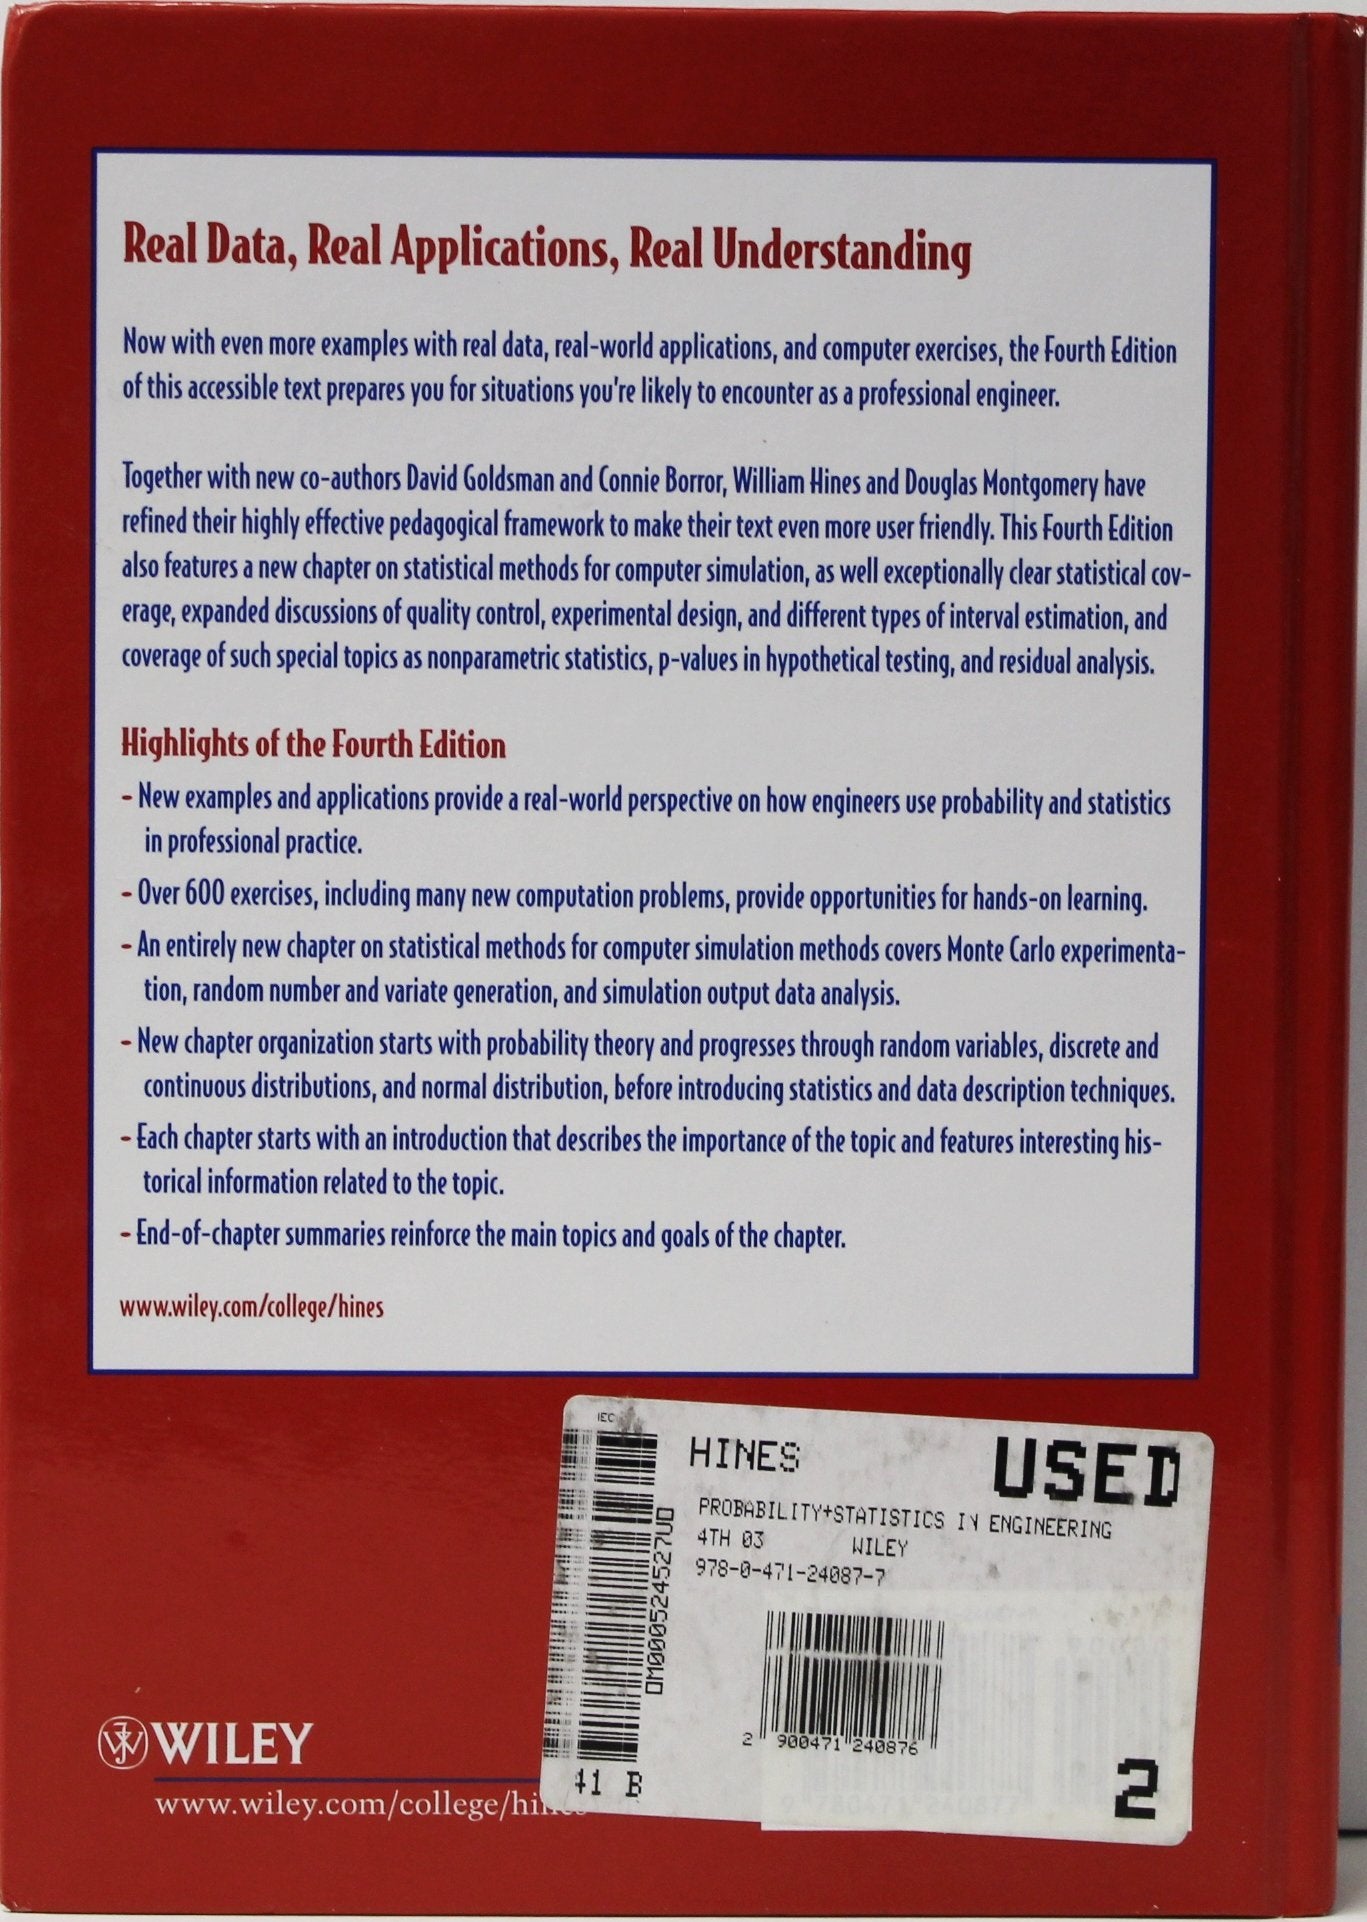 Real Data, Real Applications, Real Understanding
Now with even more examples with real data, real-world applications, and computer exercises, the Fourth Edition
of this accessible text prepares you for situations you're likely to encounter as a professional engineer.
Together with new co-authors David Goldsman and Connie Borror, William Hines and Douglas Montgomery have
refined their highly effective pedagogical framework to make their text even more user friendly. This Fourth Edition
also features a new chapter on statistical methods for computer simulation, as well exceptionally clear statistical cov-
erage, expanded discussions of quality control, experimental design, and different types of interval estimation, and
coverage of such special topics as nonparametric statistics, p-values in hypothetical testing, and residual analysis.
Highlights of the Fourth Edition
- New examples and applications provide a real-world perspective on how engineers use probability and statistics
in professional practice.
- Over 600 exercises, including many new computation problems, provide opportunities for hands-on learning.
- An entirely new chapter on statistical methods for computer simulation methods covers Monte Carlo experimenta-
tion, random number and variate generation, and simulation output data analysis.
- New chapter organization starts with probability theory and progresses through random variables, discrete and
continuous distributions, and normal distribution, before introducing statistics and data description techniques.
- Each chapter starts with an introduction that describes the importance of the topic and features interesting his-
torical information related to the topic.
- End-of-chapter summaries reinforce the main topics and goals of the chapter.
www.wiley.com/college/hines
IEC
HINES
USED
PROBABILITY+STATISTICS IN ENGINEERING
4TH 03 WILEY
978-0-471-24087-7
OM000524527UD
2 900471 240876
41 B
2
WILEY
www.wiley.com/college/hines
9 780471 240877